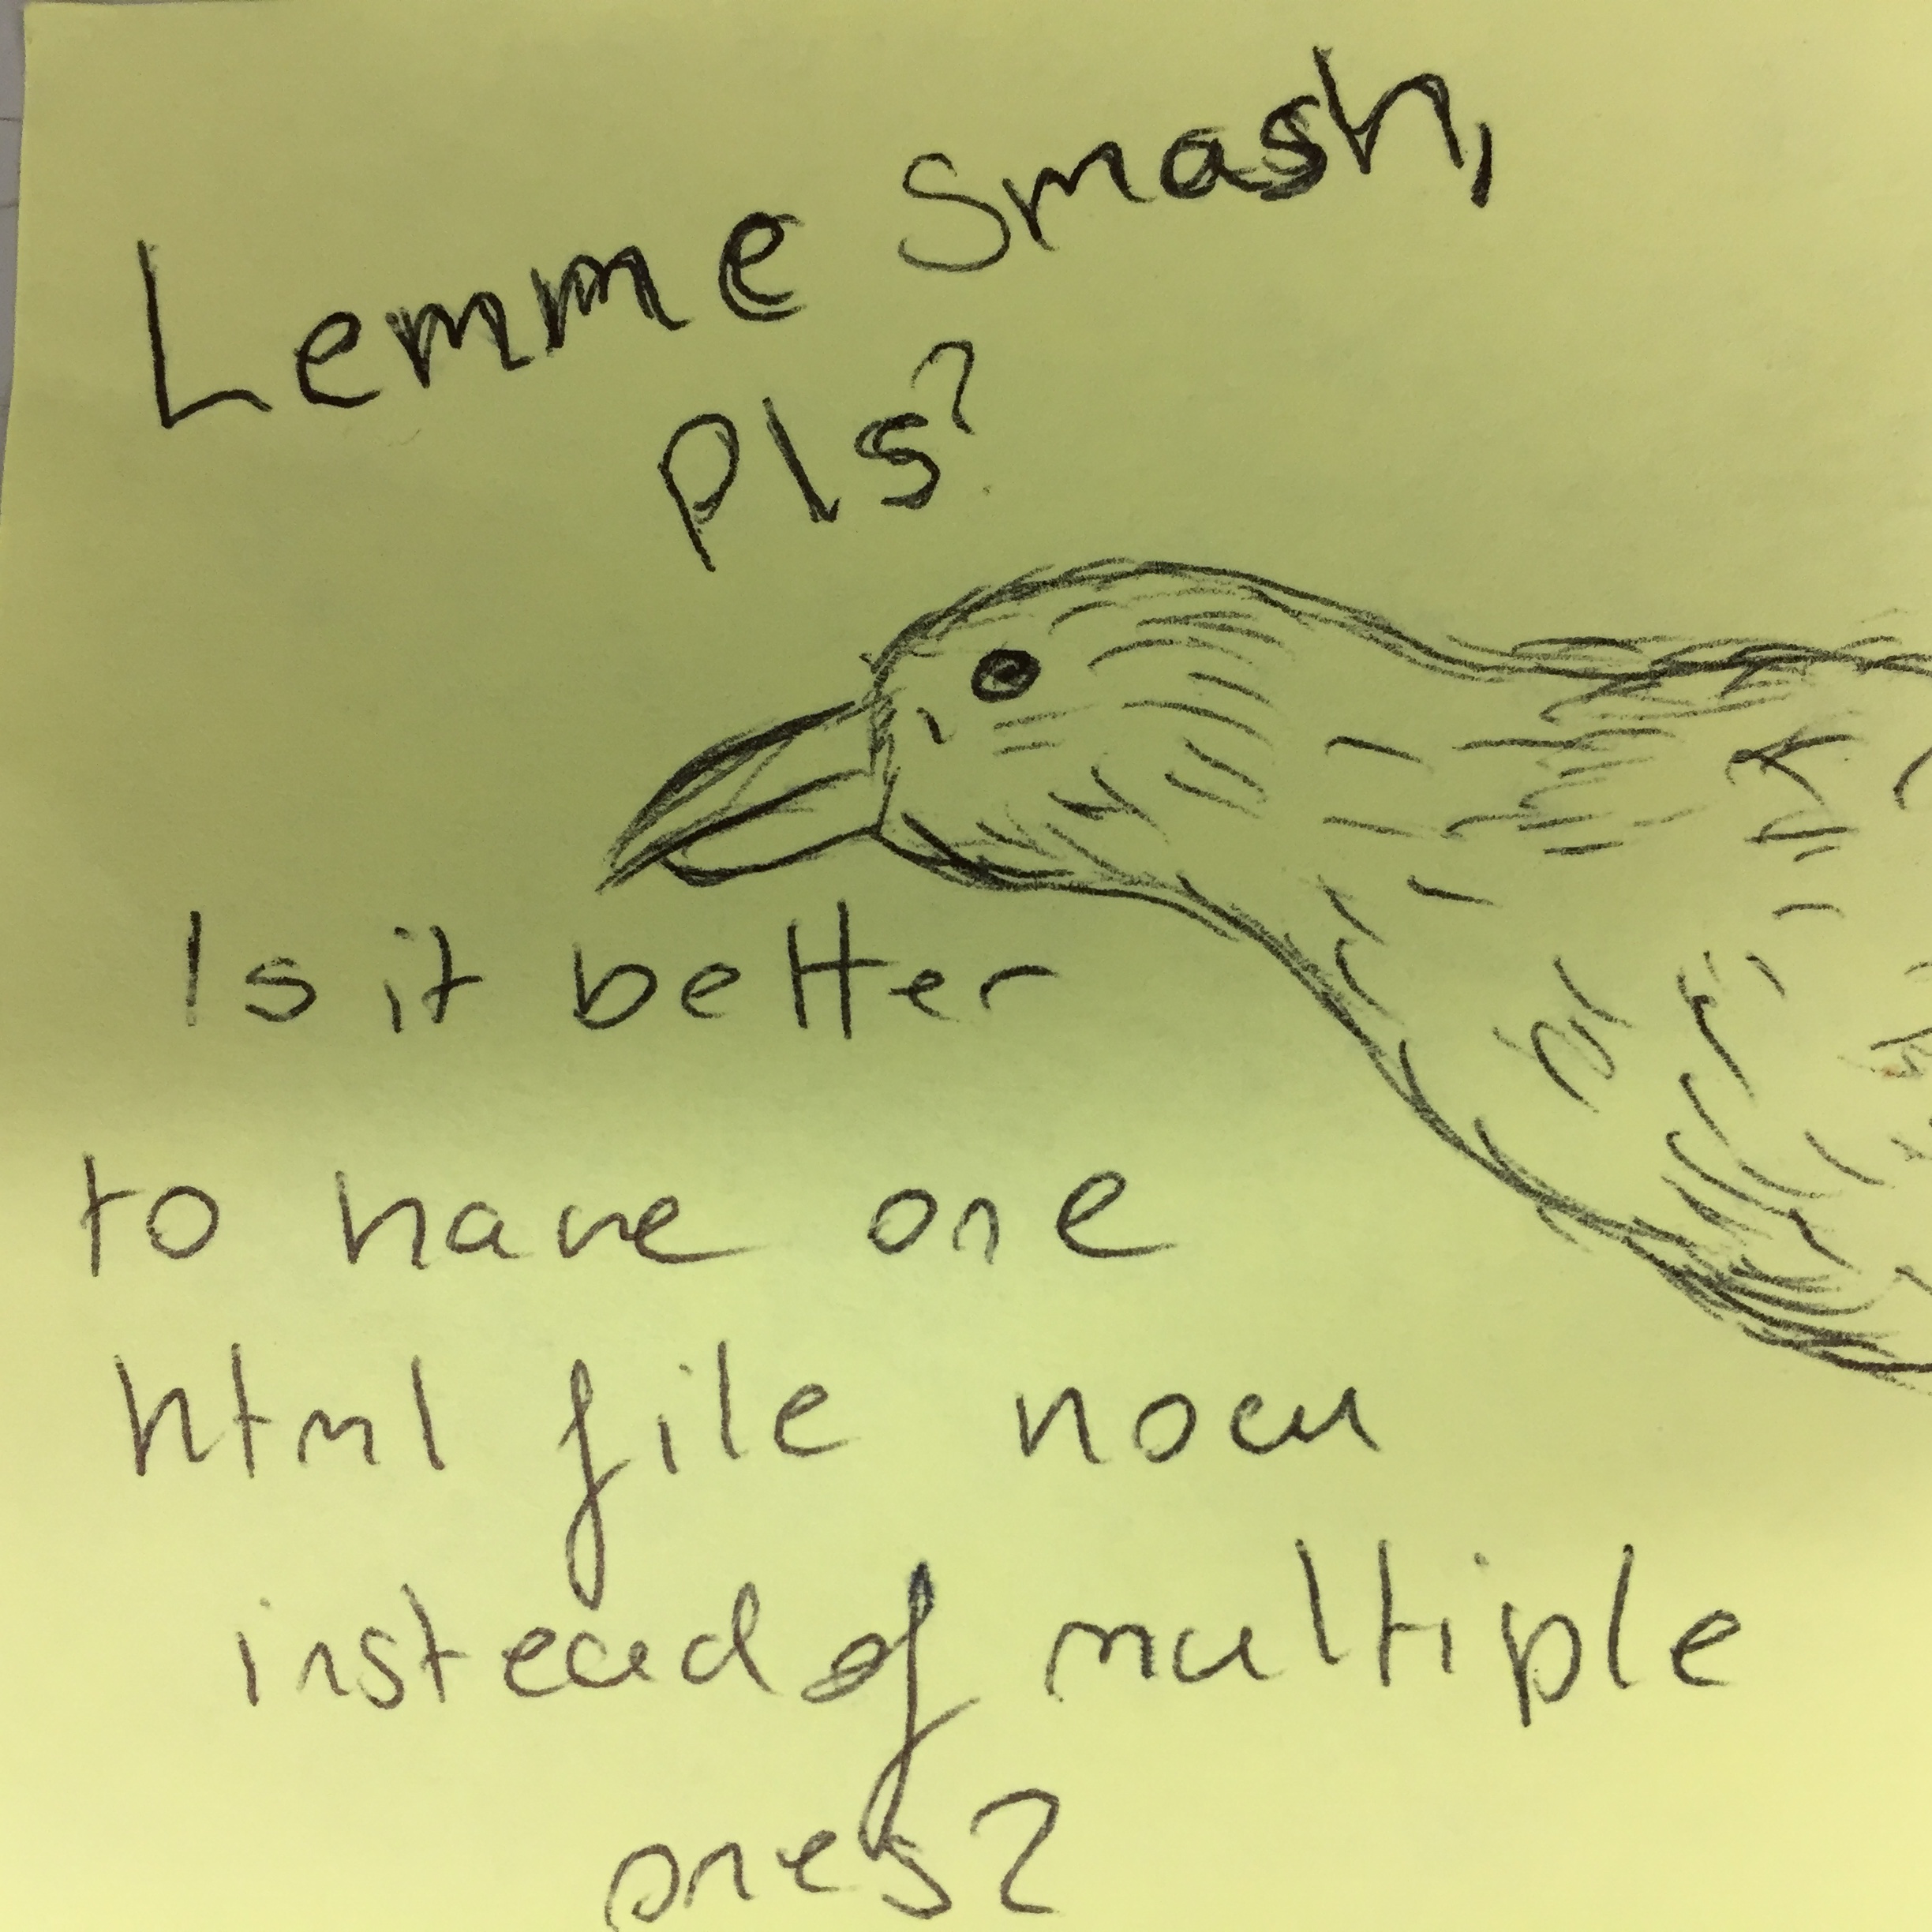 Lemme smash,
pls?
Is it better
to have one
html file now
instead of multiple
ones?